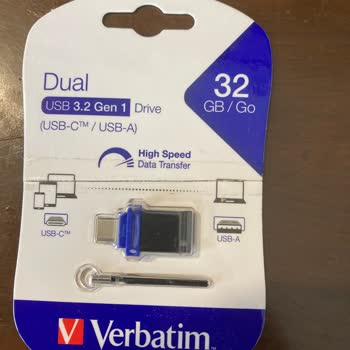 Dual
USB 3.2 Gen 1 Drive
(USB-C™ / USB-A)
32
GB / Go
High Speed
Data Transfer
USB-C™
USB-A
Verbatim